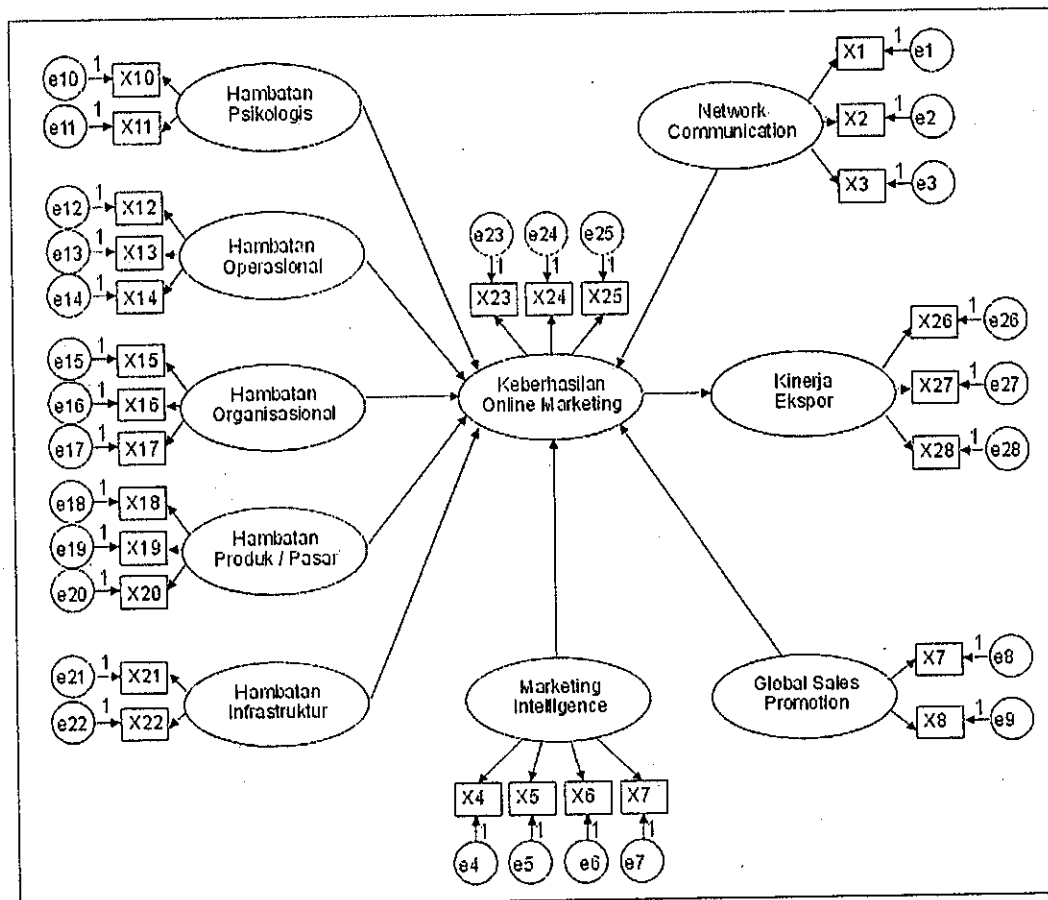 e10 1 X10
e11 1 X11
Hambatan
Psikologis
e12 1 X12
e13 1 X13
e14 1 X14
Hambatan
Operasional
e15 1 X15
e16 1 X16
e17 1 X17
Hambatan
Organisasional
e18 1 X18
e19 1 X19
e20 1 X20
Hambatan
Produk / Pasar
e21 1 X21
e22 1 X22
Hambatan
Infrastruktur
e23 e24 e25
1 1 1
X23 X24 X25
Keberhasilan
Online Marketing
Marketing
Intelligence
X4 X5 X6 X7
1 1 1 1
e4 e5 e6 e7
Network
Communication
X1 1 e1
X2 1 e2
X3 1 e3
Kinerja
Ekspor
X26 1 e26
X27 1 e27
X28 1 e28
Global Sales
Promotion
X7 1 e8
X8 1 e9